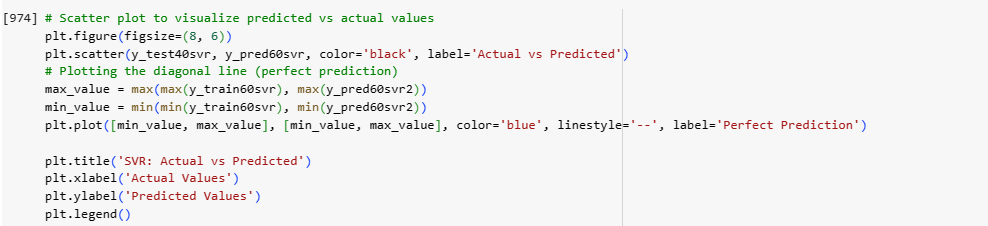 [974] # Scatter plot to visualize predicted vs actual values
plt.figure(figsize=(8, 6))
plt.scatter(y_test40svr, y_pred60svr, color='black', label='Actual vs Predicted')
# Plotting the diagonal line (perfect prediction)
max_value = max(max(y_train60svr), max(y_pred60svr2))
min_value = min(min(y_train60svr), min(y_pred60svr2))
plt.plot([min_value, max_value], [min_value, max_value], color='blue', linestyle='--', label='Perfect Prediction')
plt.title('SVR: Actual vs Predicted')
plt.xlabel('Actual Values')
plt.ylabel('Predicted Values')
plt.legend()